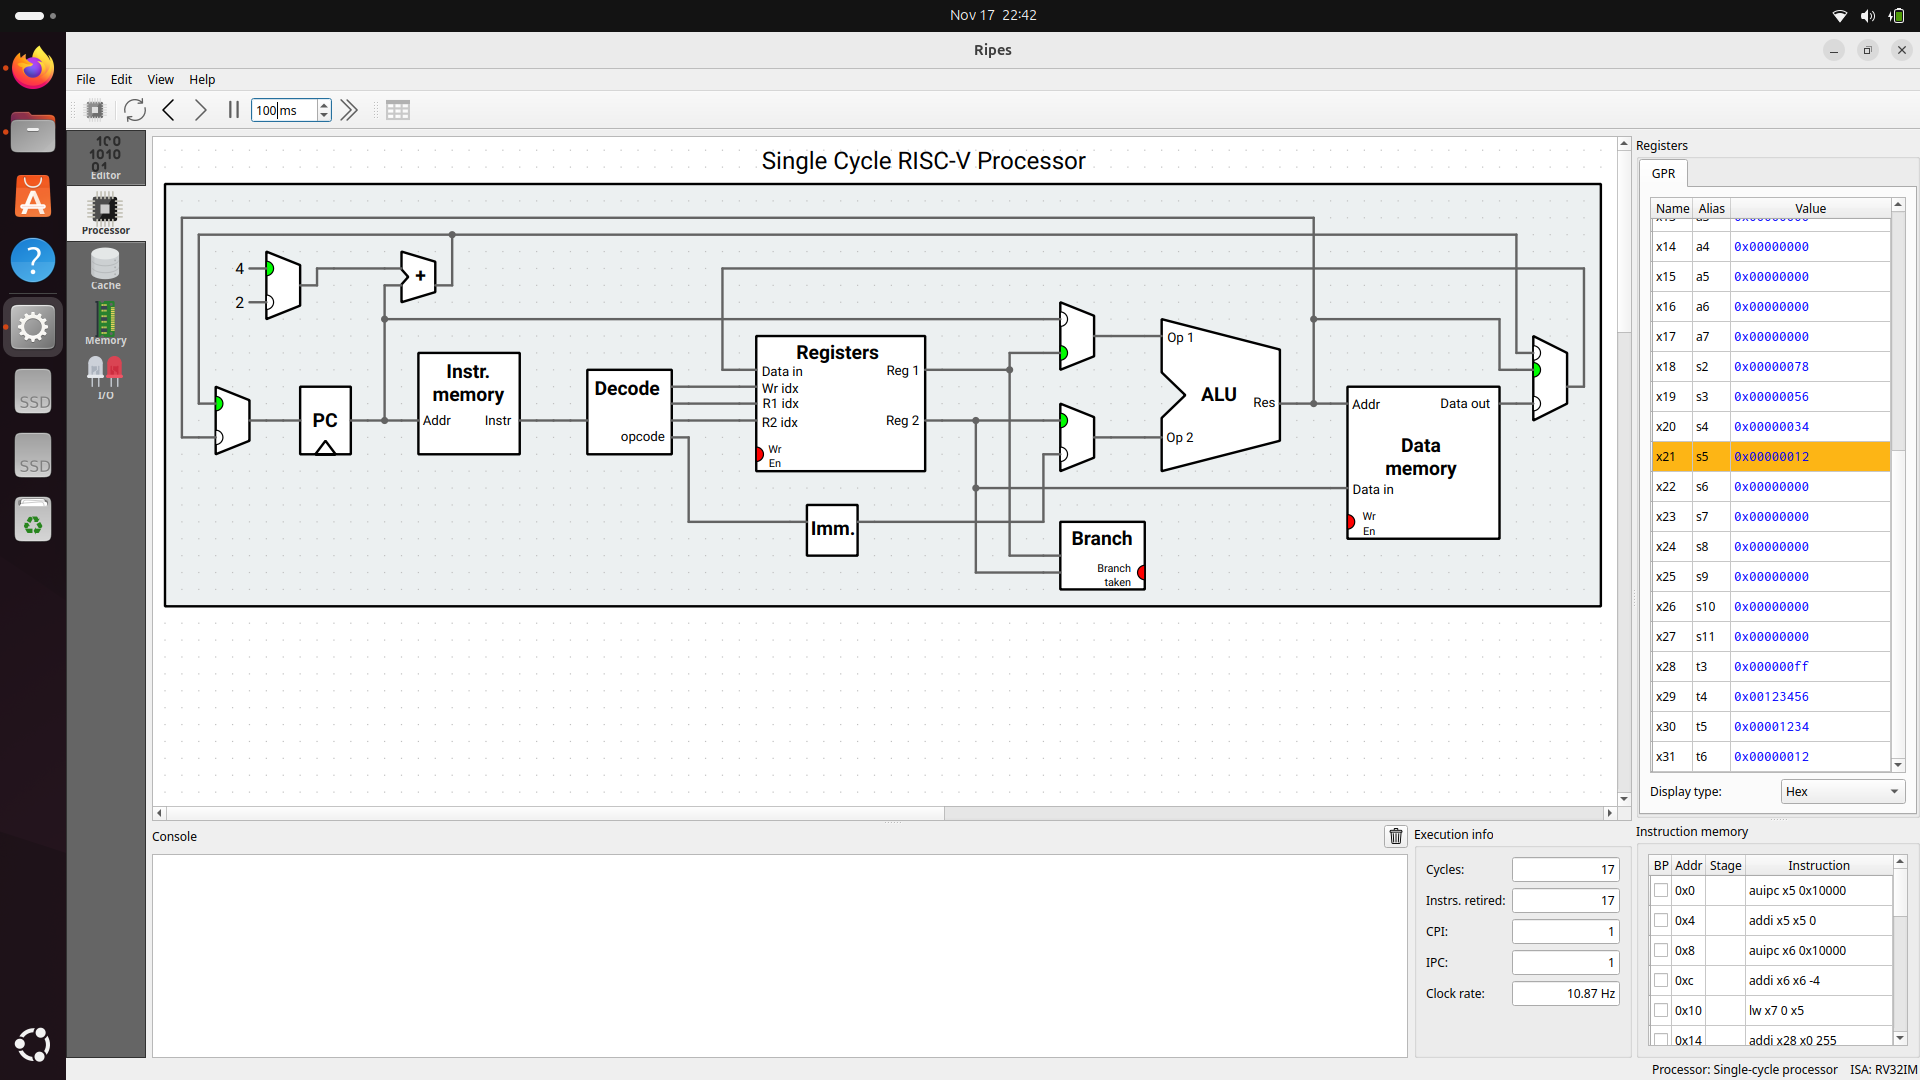 Nov 17 22:42
Ripes
File Edit View Help
100 ms
Editor
Processor
Cache
Memory
I/O
SSD
SSD
Single Cycle RISC-V Processor
4
2
+
PC
Instr. memory
Addr
Instr
Decode
opcode
Registers
Data in
Wr idx
R1 idx
R2 idx
Wr En
Reg 1
Reg 2
Imm.
Op 1
Op 2
ALU
Res
Branch
Branch taken
Data memory
Addr
Data out
Data in
Wr En
Registers
GPR
Name Alias Value
x14 a4 0x00000000
x15 a5 0x00000000
x16 a6 0x00000000
x17 a7 0x00000000
x18 s2 0x00000078
x19 s3 0x00000056
x20 s4 0x00000034
x21 s5 0x00000012
x22 s6 0x00000000
x23 s7 0x00000000
x24 s8 0x00000000
x25 s9 0x00000000
x26 s10 0x00000000
x27 s11 0x00000000
x28 t3 0x000000ff
x29 t4 0x00123456
x30 t5 0x00001234
x31 t6 0x00000012
Display type: Hex
Console
Execution info
Cycles: 17
Instrs. retired: 17
CPI: 1
IPC: 1
Clock rate: 10.87 Hz
Instruction memory
BP Addr Stage Instruction
0x0 auipc x5 0x10000
0x4 addi x5 x5 0
0x8 auipc x6 0x10000
0xc addi x6 x6 -4
0x10 lw x7 0 x5
0x14 addi x28 x0 255
Processor: Single-cycle processor ISA: RV32IM